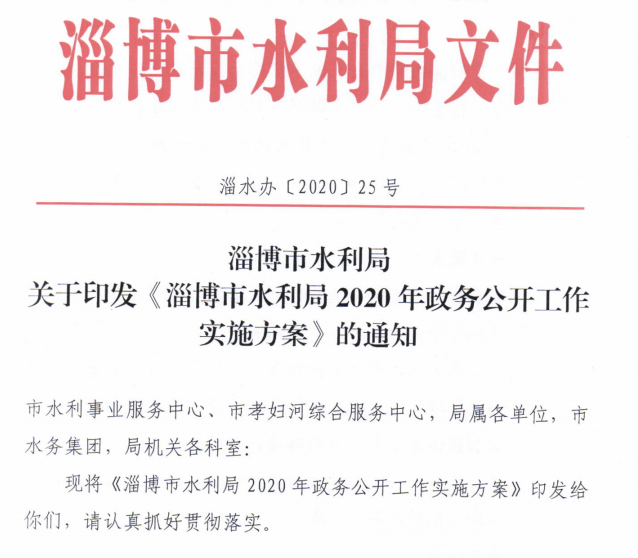 淄博市水利局文件
淄水办〔2020〕25号
淄博市水利局
关于印发《淄博市水利局2020年政务公开工作
实施方案》的通知
市水利事业服务中心、市孝妇河综合服务中心，局属各单位，市
水务集团，局机关各科室：
现将《淄博市水利局2020年政务公开工作实施方案》印发给
你们，请认真抓好贯彻落实。